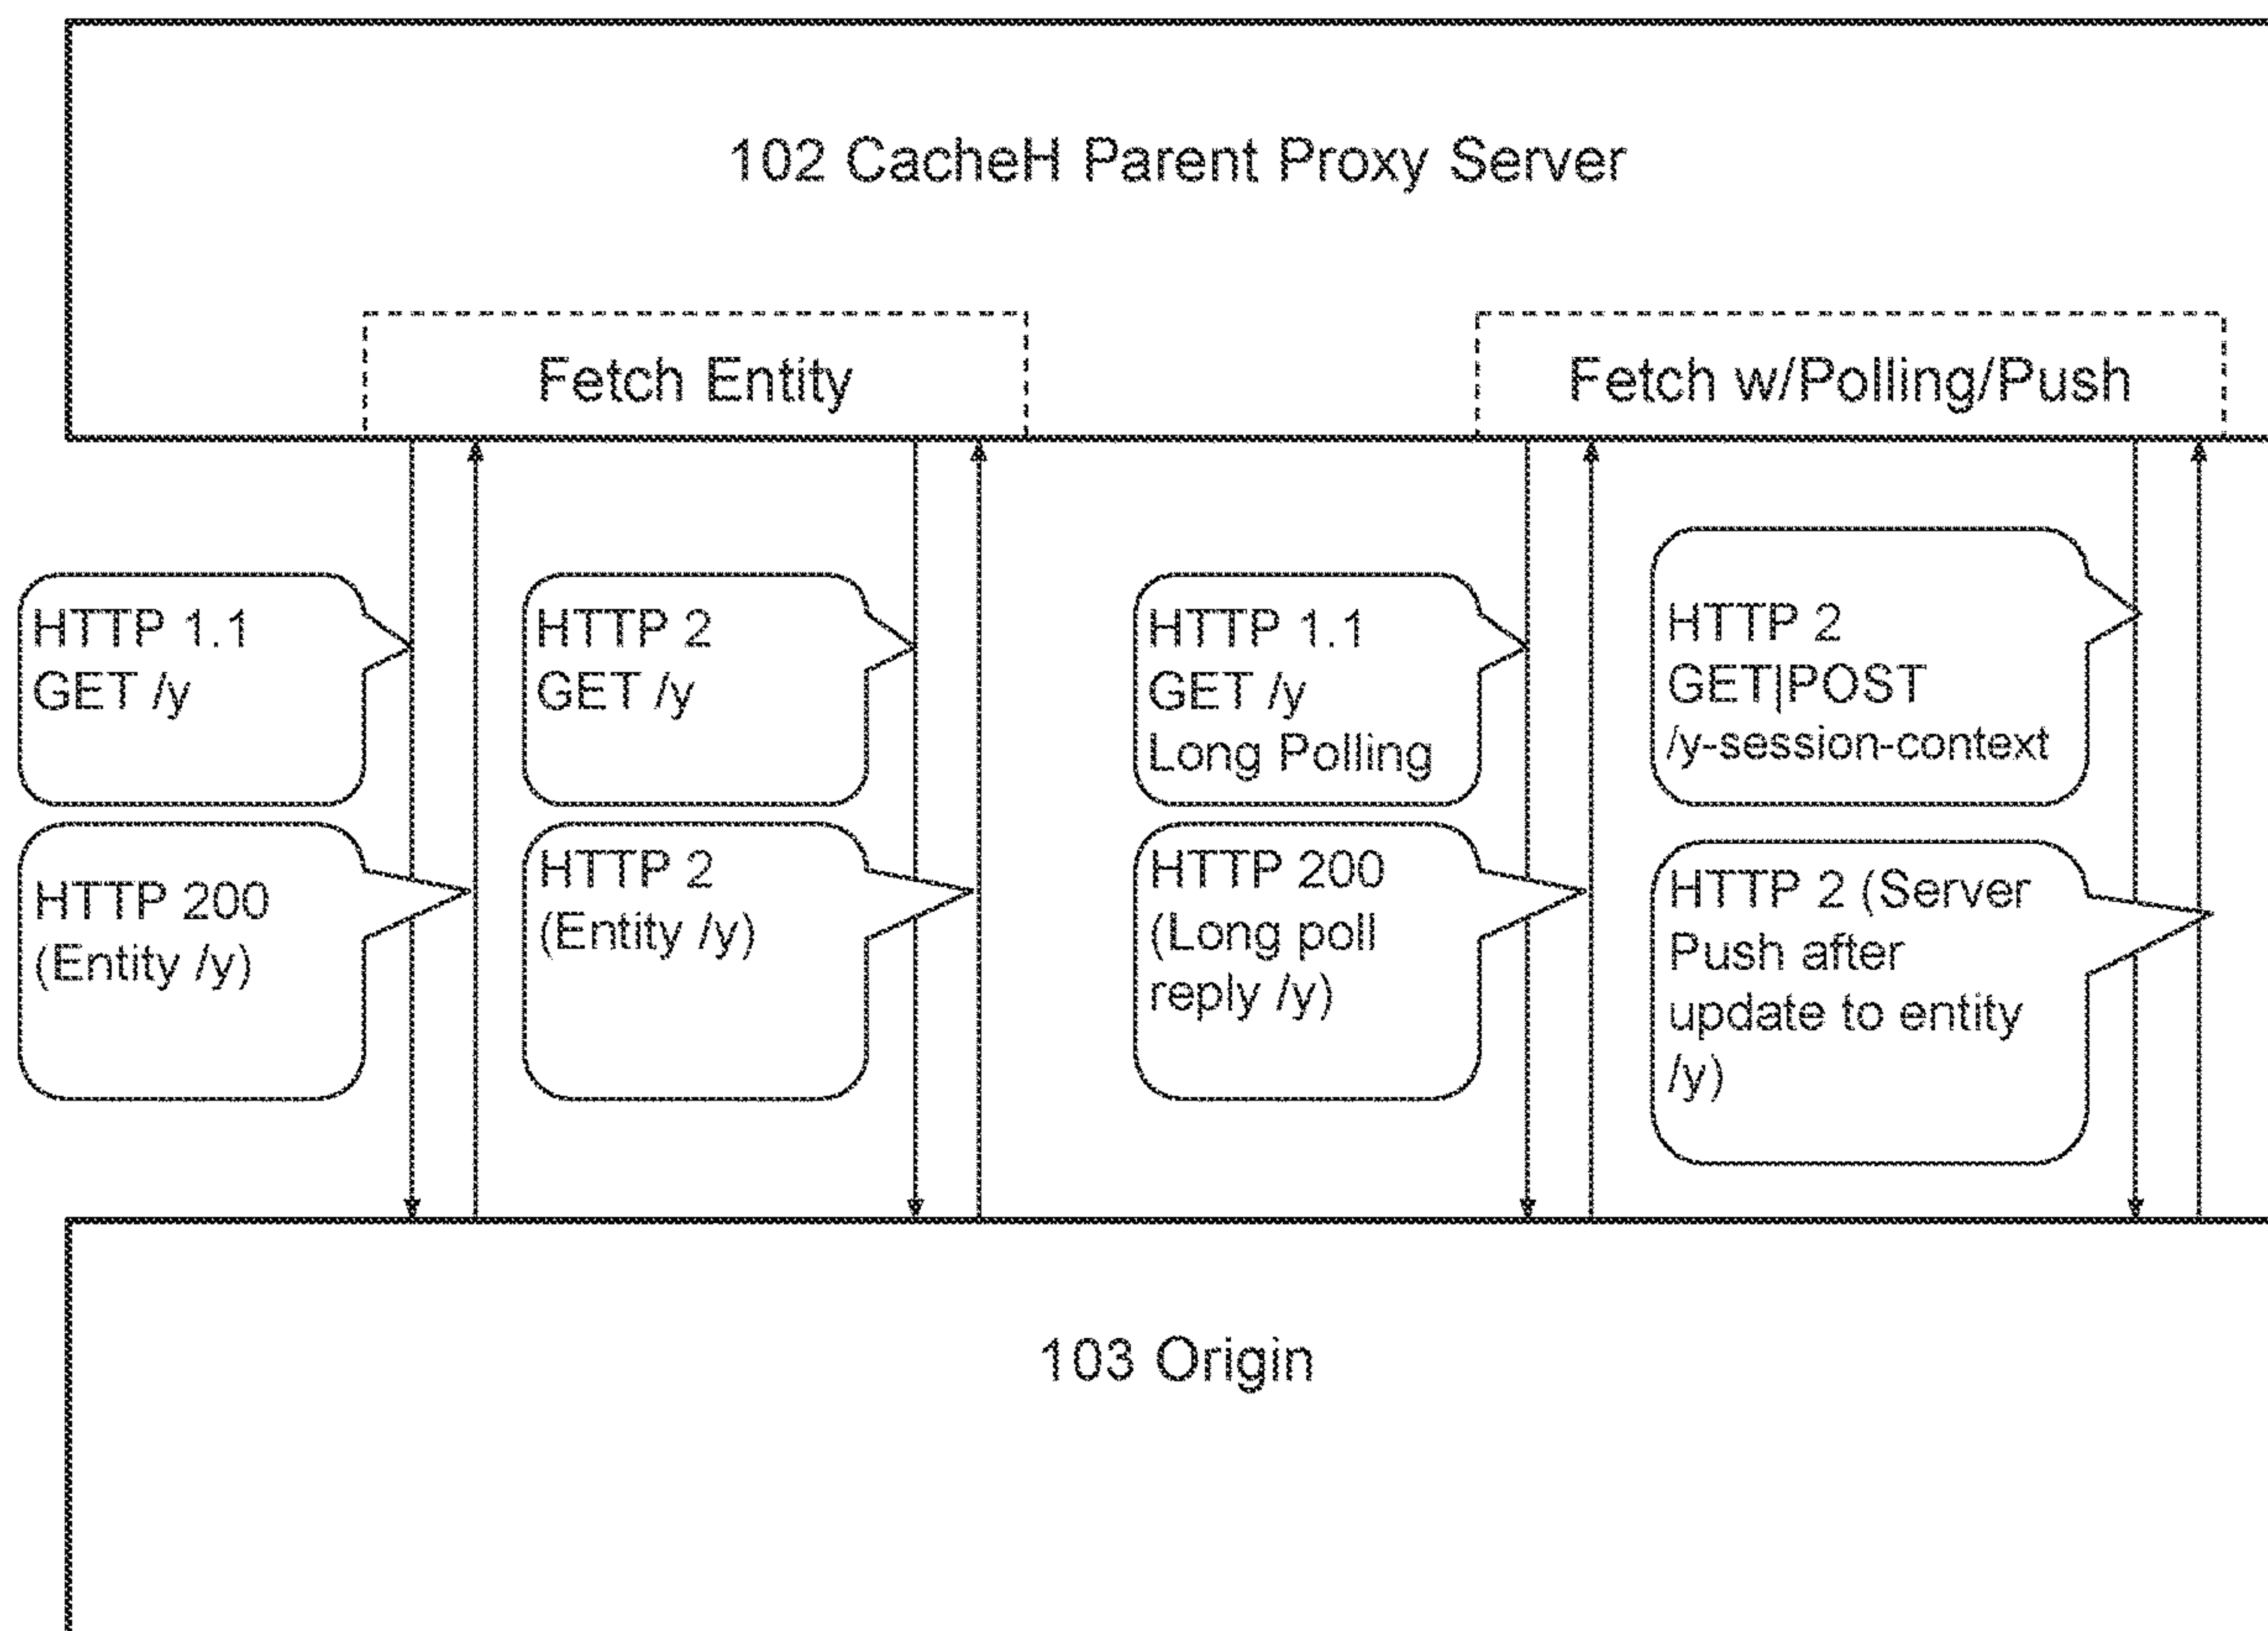 102 CacheH Parent Proxy Server
Fetch Entity
Fetch w/Polling/Push
HTTP 1.1
GET /y
HTTP 200
(Entity /y)
HTTP 2
GET /y
HTTP 2
(Entity /y)
HTTP 1.1
GET /y
Long Polling
HTTP 200
(Long poll
reply /y)
HTTP 2
GET|POST
/y-session-context
HTTP 2 (Server
Push after
update to entity
/y)
103 Origin